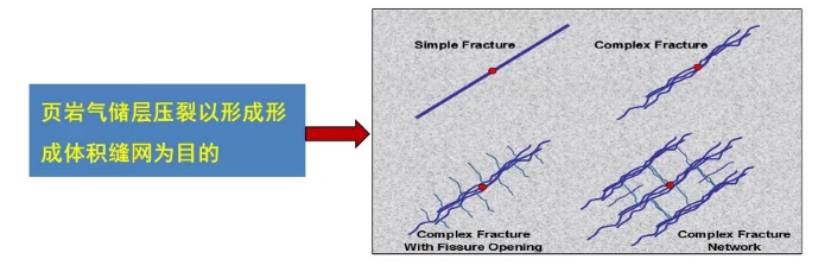 页岩气储层压裂以形成形
成体积缝网为目的
Simple Fracture
Complex Fracture
Complex Fracture
With Fissure Opening
Complex Fracture
Network